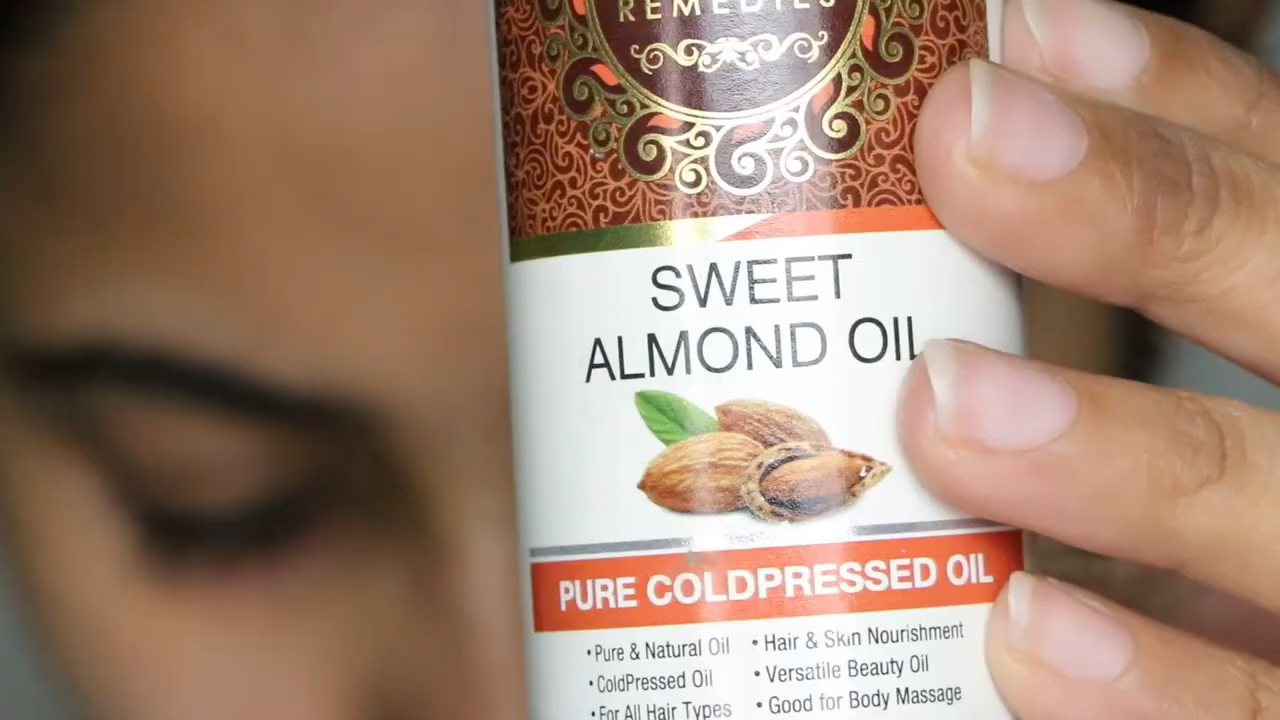 REMEDIES
SWEET
ALMOND OIL
PURE COLDPRESSED OIL
• Pure & Natural Oil
• ColdPressed Oil
• For All Hair Types
• Hair & Skin Nourishment
• Versatile Beauty Oil
• Good for Body Massage